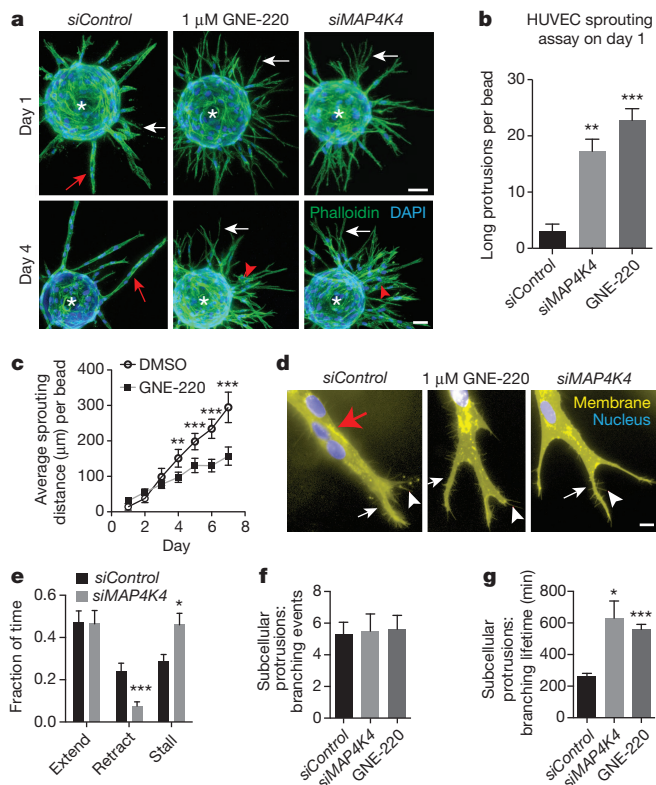 a
siControl
1 μM GNE-220
siMAP4K4
Day 1
*
*
*
Day 4
Phalloidin DAPI
*
*
*
b
HUVEC sprouting
assay on day 1
Long protrusions per bead
30
20
10
0
**
***
siControl
siMAP4K4
GNE-220
c
Average sprouting
distance (μm) per bead
400
300
200
100
0
DMSO
GNE-220
**
***
***
***
0 2 4 6 8
Day
d
siControl
1 μM GNE-220
siMAP4K4
Membrane
Nucleus
e
siControl
siMAP4K4
Fraction of time
0.6
0.4
0.2
0.0
***
*
Extend
Retract
Stall
f
Subcellular
protrusions:
branching events
8
6
4
2
0
siControl
siMAP4K4
GNE-220
g
Subcellular
protrusions:
branching lifetime (min)
800
600
400
200
0
*
***
siControl
siMAP4K4
GNE-220